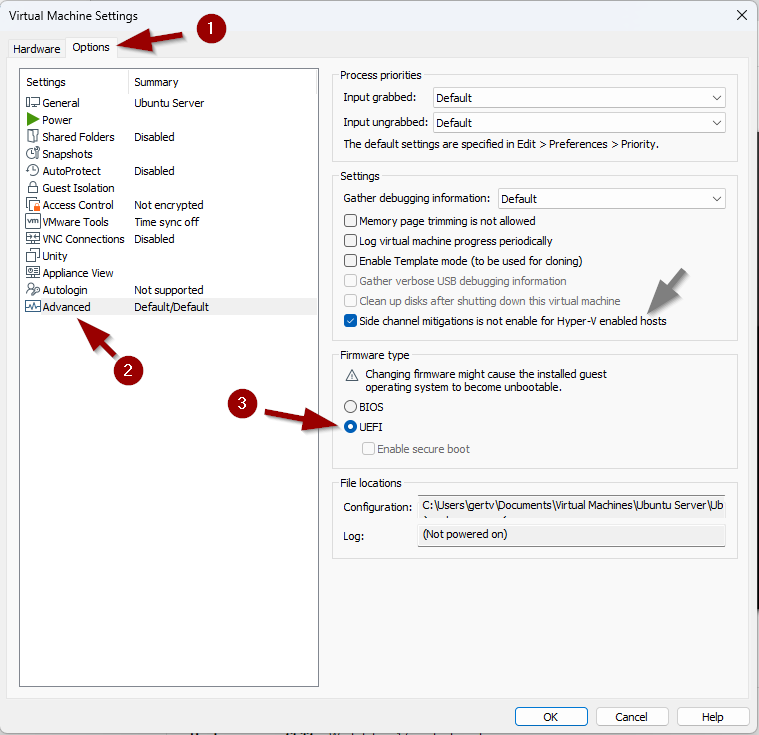 Virtual Machine Settings
1
Hardware
Options
Settings
Summary
General
Ubuntu Server
Power
Shared Folders
Disabled
Snapshots
AutoProtect
Disabled
Guest Isolation
Access Control
Not encrypted
vm
VMware Tools
Time sync off
VNC Connections
Disabled
Unity
Appliance View
Autologin
Not supported
Advanced
Default/Default
2
Process priorities
Input grabbed:
Default
Input ungrabbed:
Default
The default settings are specified in Edit > Preferences > Priority.
Settings
Gather debugging information:
Default
Memory page trimming is not allowed
Log virtual machine progress periodically
Enable Template mode (to be used for cloning)
Gather verbose USB debugging information
Clean up disks after shutting down this virtual machine
Side channel mitigations is not enable for Hyper-V enabled hosts
Firmware type
Changing firmware might cause the installed guest
operating system to become unbootable.
3
BIOS
UEFI
Enable secure boot
File locations
Configuration:
C:\Users\gertv\Documents\Virtual Machines\Ubuntu Server\Ub
Log:
(Not powered on)
OK
Cancel
Help